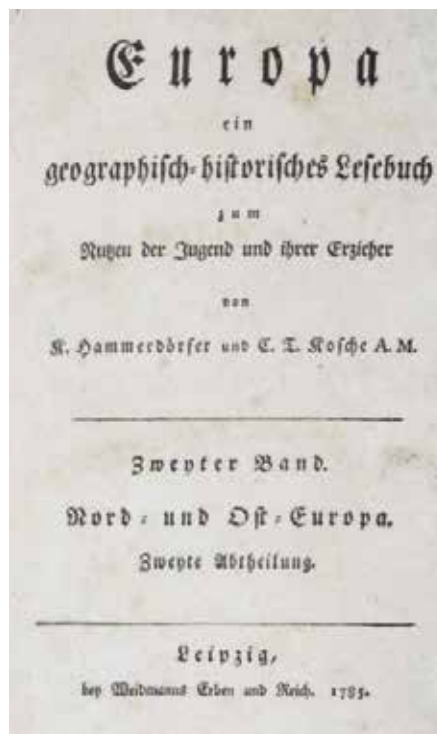 Europa
ein
geographisch-historisches Lesebuch
zum
Nutzen der Jugend und ihrer Erzieher
von
K. Hammerdörfer und C. T. Kosche A. M.
Zweyter Band.
Nord- und Ost-Europa.
Zweyte Abtheilung.
Leipzig,
bey Weidmanns Erben und Reich. 1785.